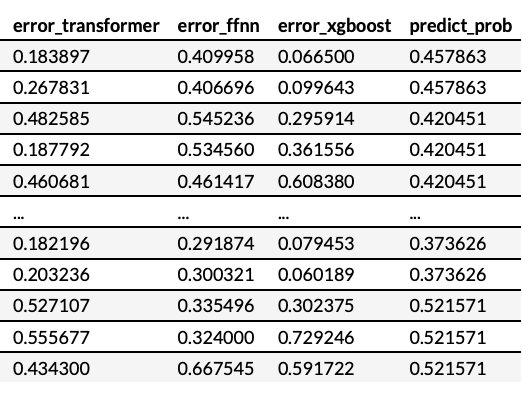 error_transformer error_ffnn error_xgboost predict_prob
0.183897 0.409958 0.066500 0.457863
0.267831 0.406696 0.099643 0.457863
0.482585 0.545236 0.295914 0.420451
0.187792 0.534560 0.361556 0.420451
0.460681 0.461417 0.608380 0.420451
... ... ... ...
0.182196 0.291874 0.079453 0.373626
0.203236 0.300321 0.060189 0.373626
0.527107 0.335496 0.302375 0.521571
0.555677 0.324000 0.729246 0.521571
0.434300 0.667545 0.591722 0.521571